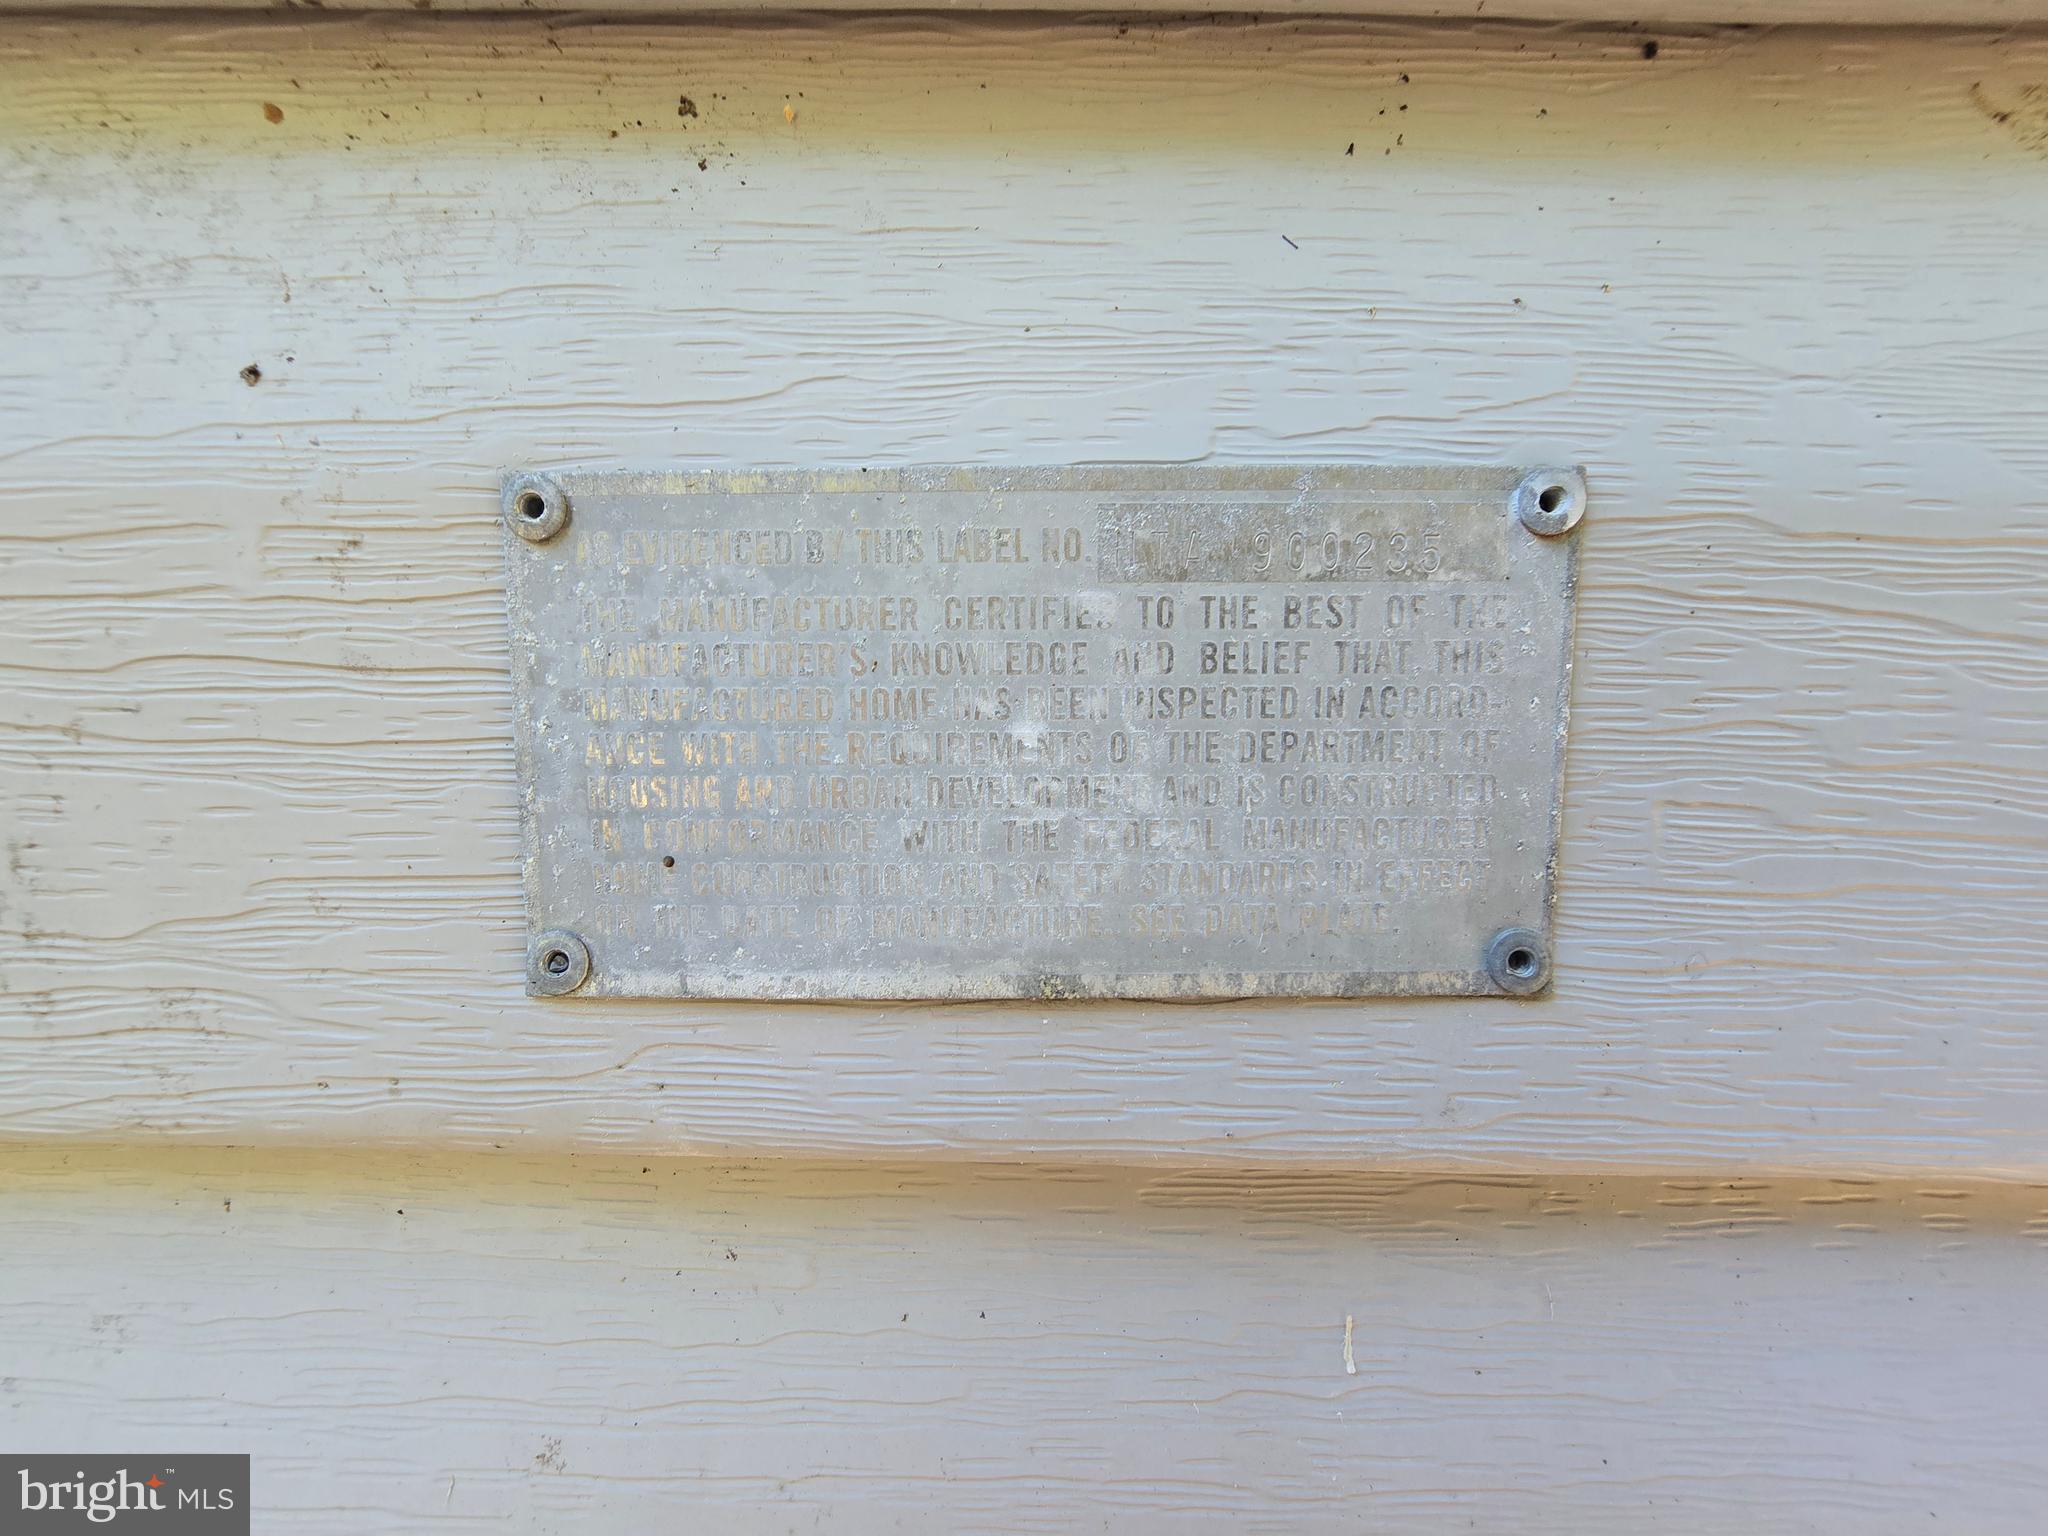 AS EVIDENCED BY THIS LABEL NO. NTA 900235
THE MANUFACTURER CERTIFIES TO THE BEST OF THE
MANUFACTURER'S KNOWLEDGE AND BELIEF THAT THIS
MANUFACTURED HOME HAS BEEN INSPECTED IN ACCORD-
ANCE WITH THE REQUIREMENTS OF THE DEPARTMENT OF
HOUSING AND URBAN DEVELOPMENT AND IS CONSTRUCTED
IN CONFORMANCE WITH THE FEDERAL MANUFACTURED
HOME CONSTRUCTION AND SAFETY STANDARDS IN EFFECT
ON THE DATE OF MANUFACTURE. SEE DATA PLATE.
bright™ MLS